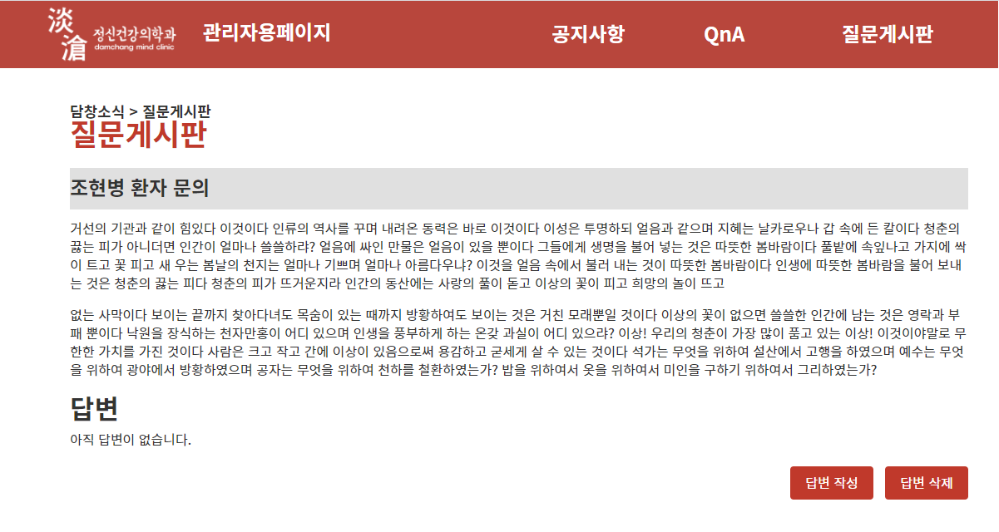 淡滄
정신건강의학과
damchang mind clinic
관리자용페이지
공지사항
QnA
질문게시판
담창소식 > 질문게시판
질문게시판
조현병 환자 문의
거선의 기관과 같이 힘있다 이것이다 인류의 역사를 꾸며 내려온 동력은 바로 이것이다 이성은 투명하되 얼음과 같으며 지혜는 날카로우나 갑 속에 든 칼이다 청춘의
끓는 피가 아니더면 인간이 얼마나 쓸쓸하랴? 얼음에 싸인 만물은 얼음이 있을 뿐이다 그들에게 생명을 불어 넣는 것은 따뜻한 봄바람이다 풀밭에 속잎나고 가지에 싹
이 트고 꽃 피고 새 우는 봄날의 천지는 얼마나 기쁘며 얼마나 아름다우냐? 이것을 얼음 속에서 불러 내는 것이 따뜻한 봄바람이다 인생에 따뜻한 봄바람을 불어 보내
는 것은 청춘의 끓는 피다 청춘의 피가 뜨거운지라 인간의 동산에는 사랑의 풀이 돋고 이상의 꽃이 피고 희망의 놀이 뜨고
없는 사막이다 보이는 끝까지 찾아다녀도 목숨이 있는 때까지 방황하여도 보이는 것은 거친 모래뿐일 것이다 이상의 꽃이 없으면 쓸쓸한 인간에 남는 것은 영락과 부
패 뿐이다 낙원을 장식하는 천자만홍이 어디 있으며 인생을 풍부하게 하는 온갖 과실이 어디 있으랴? 이상! 우리의 청춘이 가장 많이 품고 있는 이상! 이것이야말로 무
한한 가치를 가진 것이다 사람은 크고 작고 간에 이상이 있음으로써 용감하고 굳세게 살 수 있는 것이다 석가는 무엇을 위하여 설산에서 고행을 하였으며 예수는 무엇
을 위하여 광야에서 방황하였으며 공자는 무엇을 위하여 천하를 철환하였는가? 밥을 위하여서 옷을 위하여서 미인을 구하기 위하여서 그리하였는가?
답변
아직 답변이 없습니다.
답변 작성
답변 삭제